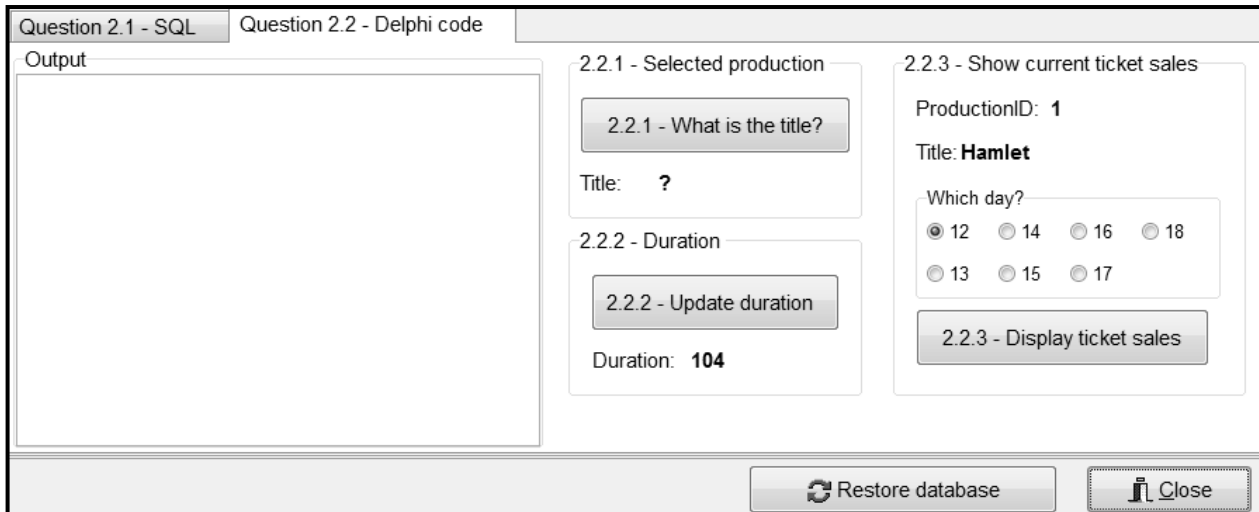 Question 2.1 - SQL
Question 2.2 - Delphi code
Output
2.2.1 - Selected production
2.2.1 - What is the title?
Title: ?
2.2.2 - Duration
2.2.2 - Update duration
Duration: 104
2.2.3 - Show current ticket sales
ProductionID: 1
Title: Hamlet
Which day?
12 14 16 18
13 15 17
2.2.3 - Display ticket sales
Restore database
Close